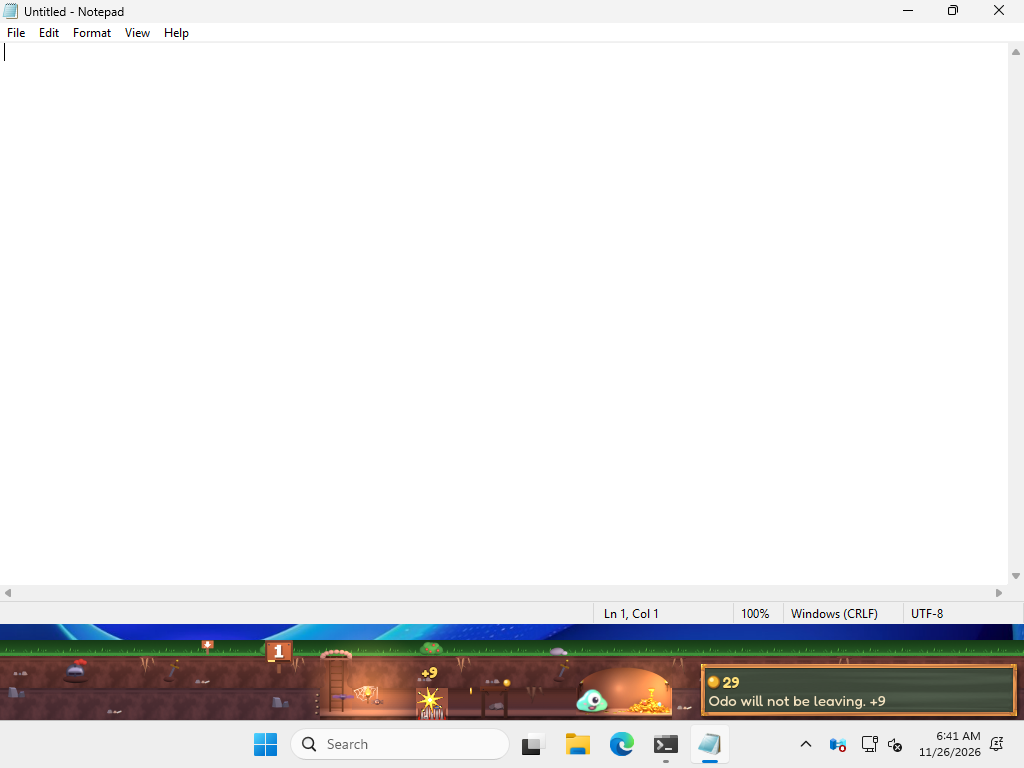 Untitled - Notepad
File Edit Format View Help
Ln 1, Col 1 100% Windows (CRLF) UTF-8
1
+9
29
Odo will not be leaving. +9
Search
6:41 AM
11/26/2026